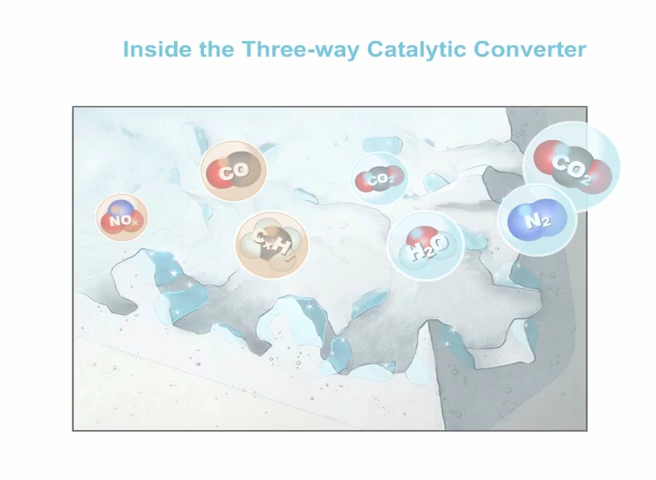 Inside the Three-way Catalytic Converter
CO
CO2
CO2
NOx
N2
CxHy
H2O